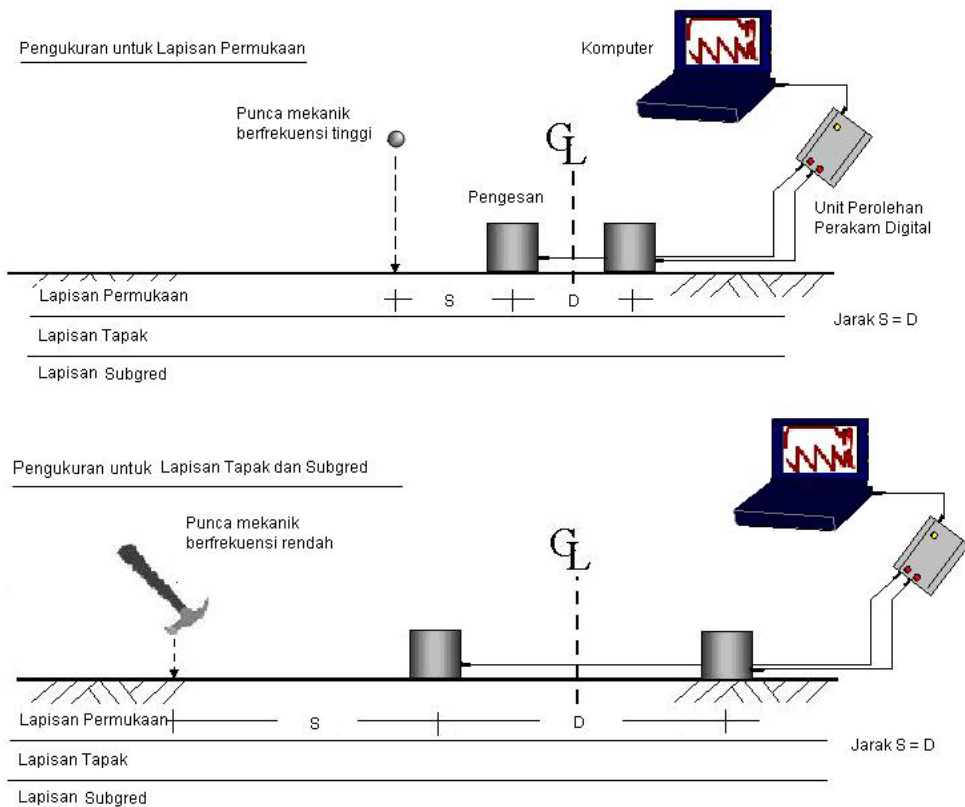 Pengukuran untuk Lapisan Permukaan
Komputer
Punca mekanik
berfrekuensi tinggi
CL
Pengesan
Unit Perolehan
Perakam Digital
Lapisan Permukaan
S
D
Jarak S = D
Lapisan Tapak
Lapisan Subgred
Pengukuran untuk Lapisan Tapak dan Subgred
Punca mekanik
berfrekuensi rendah
CL
Lapisan Permukaan
S
D
Jarak S = D
Lapisan Tapak
Lapisan Subgred